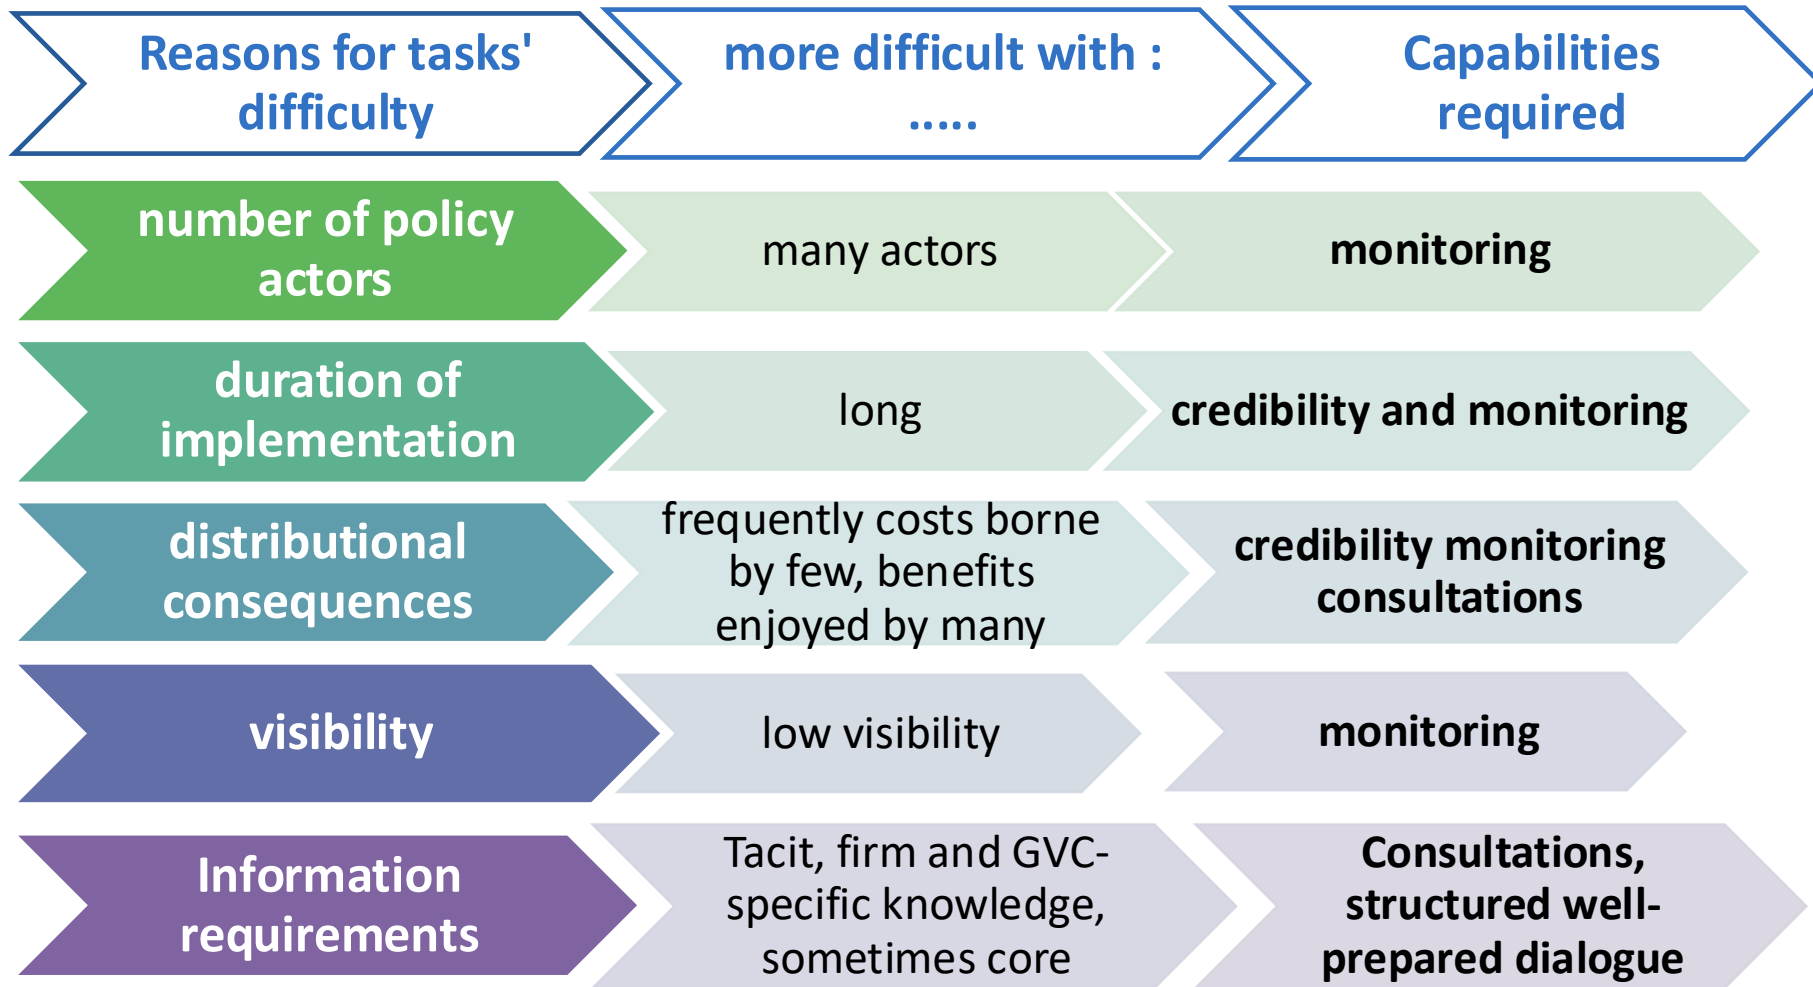 Reasons for tasks'
difficulty
more difficult with :
.....
Capabilities
required
number of policy
actors
many actors
monitoring
duration of
implementation
long
credibility and monitoring
distributional
consequences
frequently costs borne
by few, benefits
enjoyed by many
credibility monitoring
consultations
visibility
low visibility
monitoring
Information
requirements
Tacit, firm and GVC-
specific knowledge,
sometimes core
Consultations,
structured well-
prepared dialogue